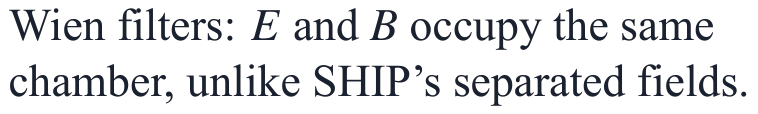 Wien filters: E and B occupy the same
chamber, unlike SHIP’s separated fields.